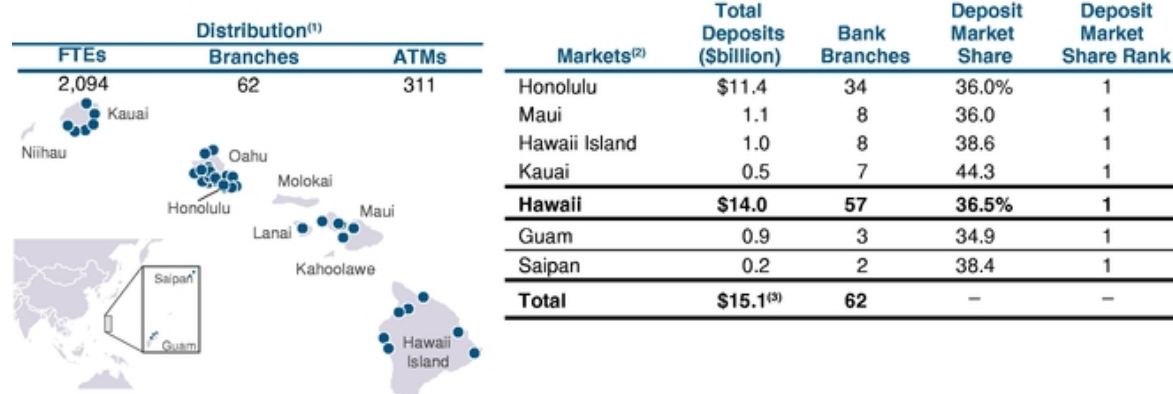 Distribution(1)
FTEs Branches ATMs
2,094 62 311
Kauai
Niihau
Oahu
Honolulu
Molokai
Lanai
Maui
Kahoolawe
Hawaii
Island
Saipan
Guam
Markets(2) Total Deposits ($billion) Bank Branches Deposit Market Share Deposit Market Share Rank
Honolulu $11.4 34 36.0% 1
Maui 1.1 8 36.0 1
Hawaii Island 1.0 8 38.6 1
Kauai 0.5 7 44.3 1
Hawaii $14.0 57 36.5% 1
Guam 0.9 3 34.9 1
Saipan 0.2 2 38.4 1
Total $15.1(3) 62 – –